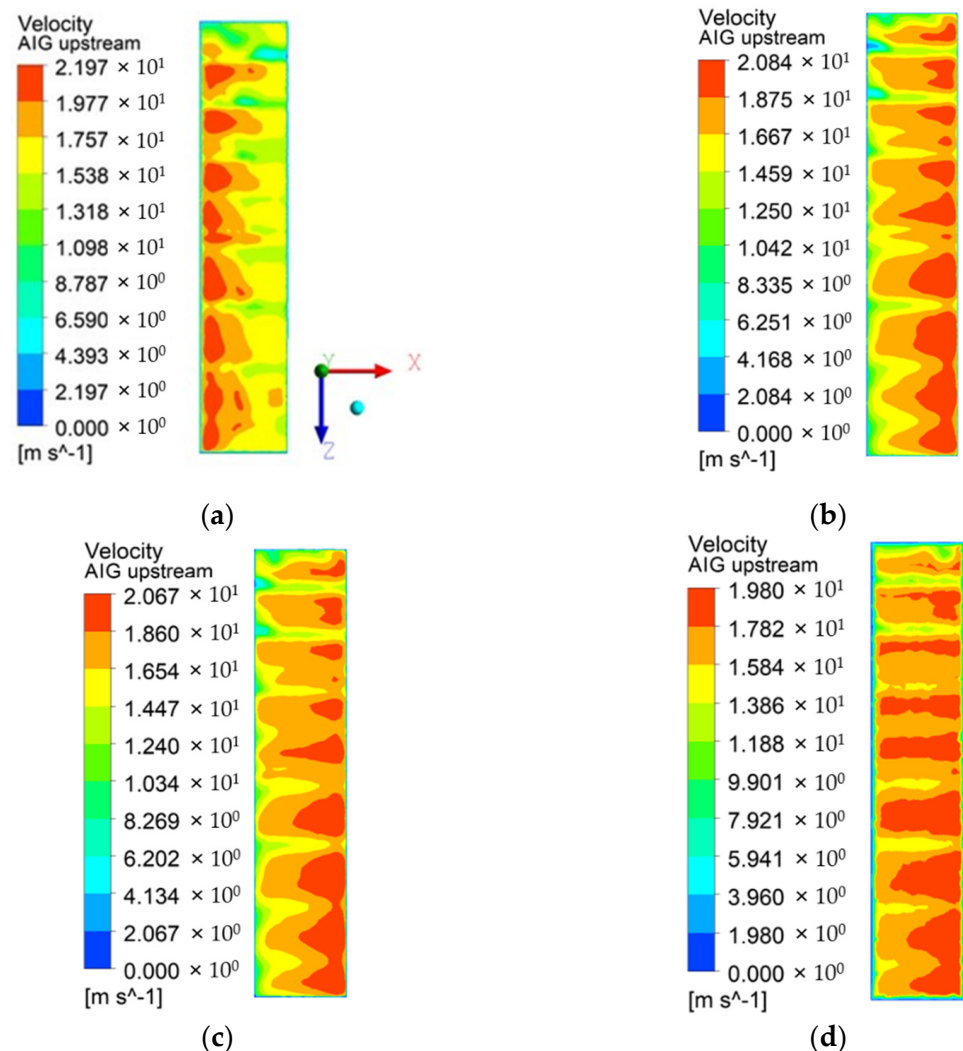 Velocity
AIG upstream
2.197 × 10¹
1.977 × 10¹
1.757 × 10¹
1.538 × 10¹
1.318 × 10¹
1.098 × 10¹
8.787 × 10⁰
6.590 × 10⁰
4.393 × 10⁰
2.197 × 10⁰
0.000 × 10⁰
[m s^-1]
Y
X
Z
(a)
Velocity
AIG upstream
2.084 × 10¹
1.875 × 10¹
1.667 × 10¹
1.459 × 10¹
1.250 × 10¹
1.042 × 10¹
8.335 × 10⁰
6.251 × 10⁰
4.168 × 10⁰
2.084 × 10⁰
0.000 × 10⁰
[m s^-1]
(b)
Velocity
AIG upstream
2.067 × 10¹
1.860 × 10¹
1.654 × 10¹
1.447 × 10¹
1.240 × 10¹
1.034 × 10¹
8.269 × 10⁰
6.202 × 10⁰
4.134 × 10⁰
2.067 × 10⁰
0.000 × 10⁰
[m s^-1]
(c)
Velocity
AIG upstream
1.980 × 10¹
1.782 × 10¹
1.584 × 10¹
1.386 × 10¹
1.188 × 10¹
9.901 × 10⁰
7.921 × 10⁰
5.941 × 10⁰
3.960 × 10⁰
1.980 × 10⁰
0.000 × 10⁰
[m s^-1]
(d)